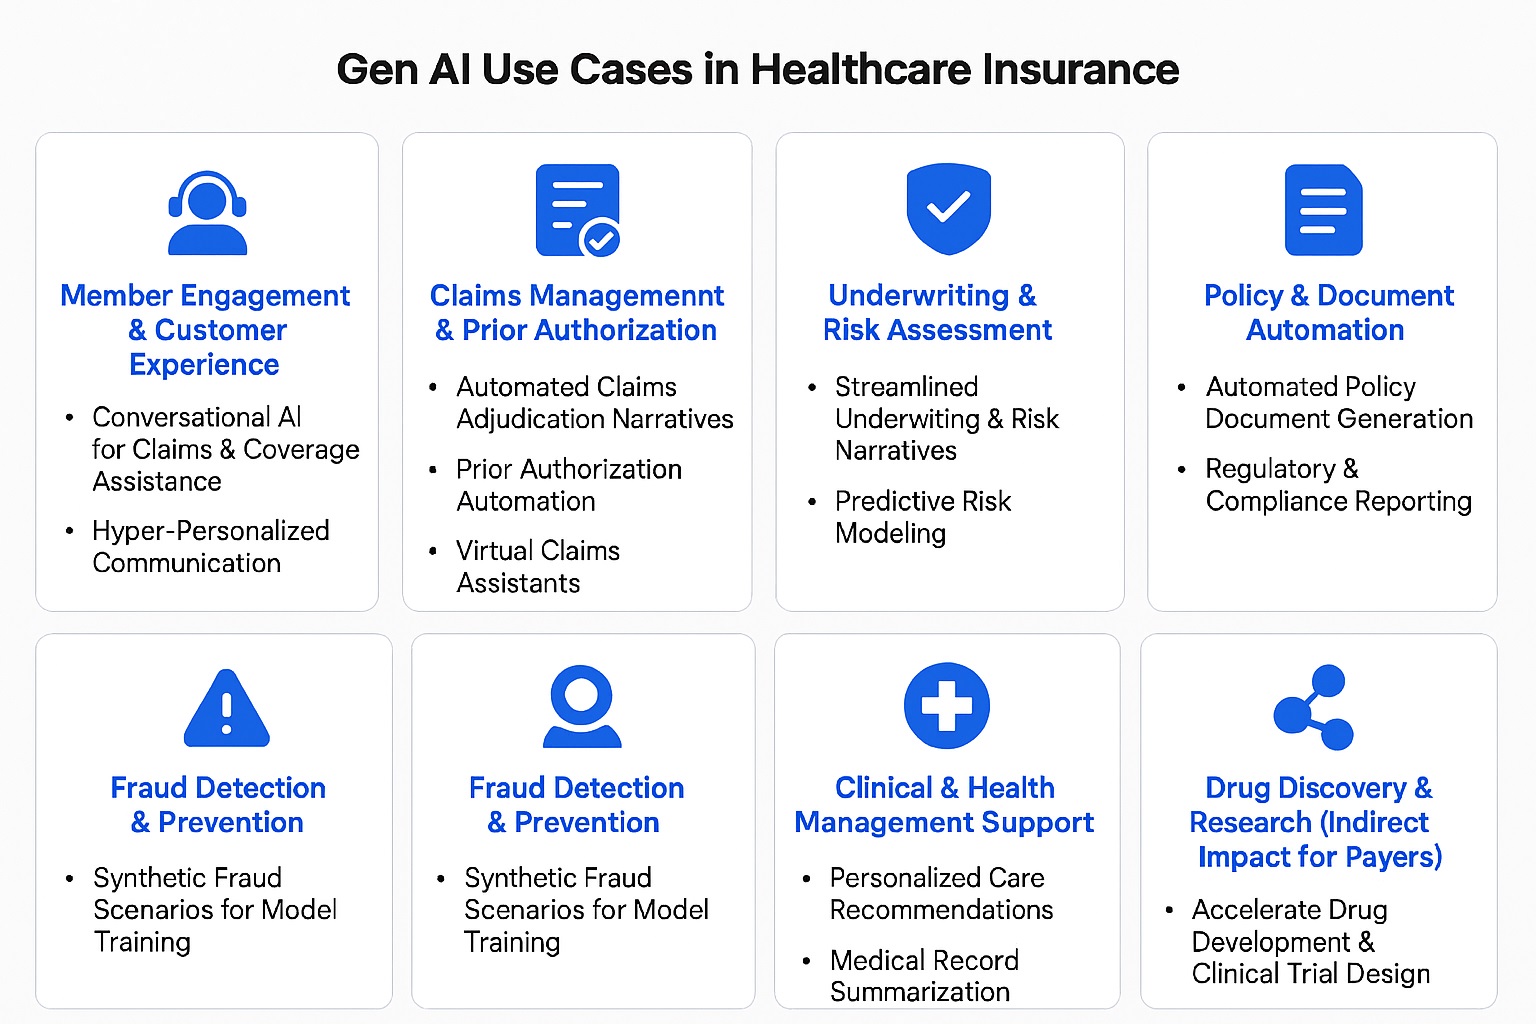 Gen AI Use Cases in Healthcare Insurance
Member Engagement
& Customer
Experience
• Conversational AI
for Claims & Coverage
Assistance
• Hyper-Personalized
Communication
Claims Managemennt
& Prior Authorization
• Automated Claims
Adjudication Narratives
• Prior Authorization
Automation
• Virtual Claims
Assistants
Underwriting &
Risk Assessment
• Streamlined
Underwiting & Risk
Narratives
• Predictive Risk
Modeling
Policy & Document
Automation
• Automated Policy
Document Generation
• Regulatory &
Compliance Reporting
Fraud Detection
& Prevention
• Synthetic Fraud
Scenarios for Model
Training
Fraud Detection
& Prevention
• Synthetic Fraud
Scenarios for Model
Training
Clinical & Health
Management Support
• Personalized Care
Recommendations
• Medical Record
Summarization
Drug Discovery &
Research (Indirect
Impact for Payers)
• Accelerate Drug
Development &
Clinical Trial Design